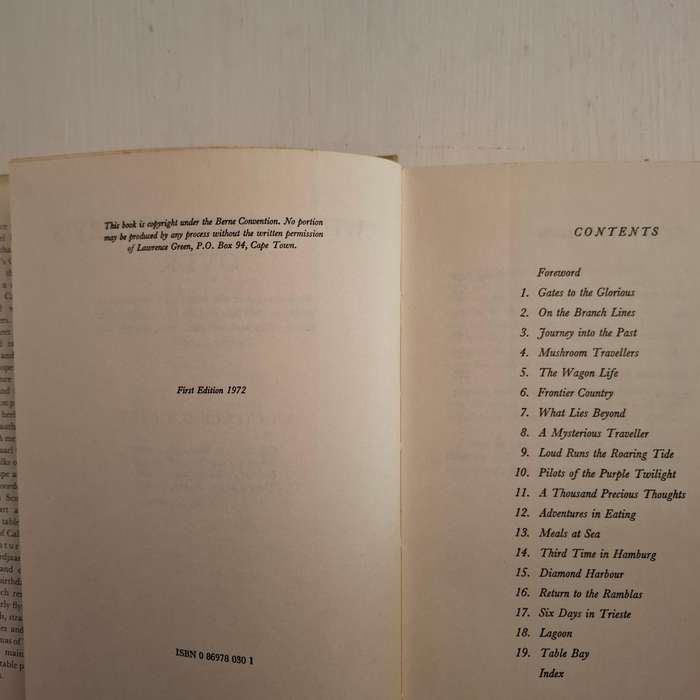 This book is copyright under the Berne Convention. No portion
may be produced by any process without the written permission
of Lawrence Green, P.O. Box 94, Cape Town.
First Edition 1972
ISBN 0 86978 030 1
CONTENTS
Foreword
1. Gates to the Glorious
2. On the Branch Lines
3. Journey into the Past
4. Mushroom Travellers
5. The Wagon Life
6. Frontier Country
7. What Lies Beyond
8. A Mysterious Traveller
9. Loud Runs the Roaring Tide
10. Pilots of the Purple Twilight
11. A Thousand Precious Thoughts
12. Adventures in Eating
13. Meals at Sea
14. Third Time in Hamburg
15. Diamond Harbour
16. Return to the Ramblas
17. Six Days in Trieste
18. Lagoon
19. Table Bay
Index